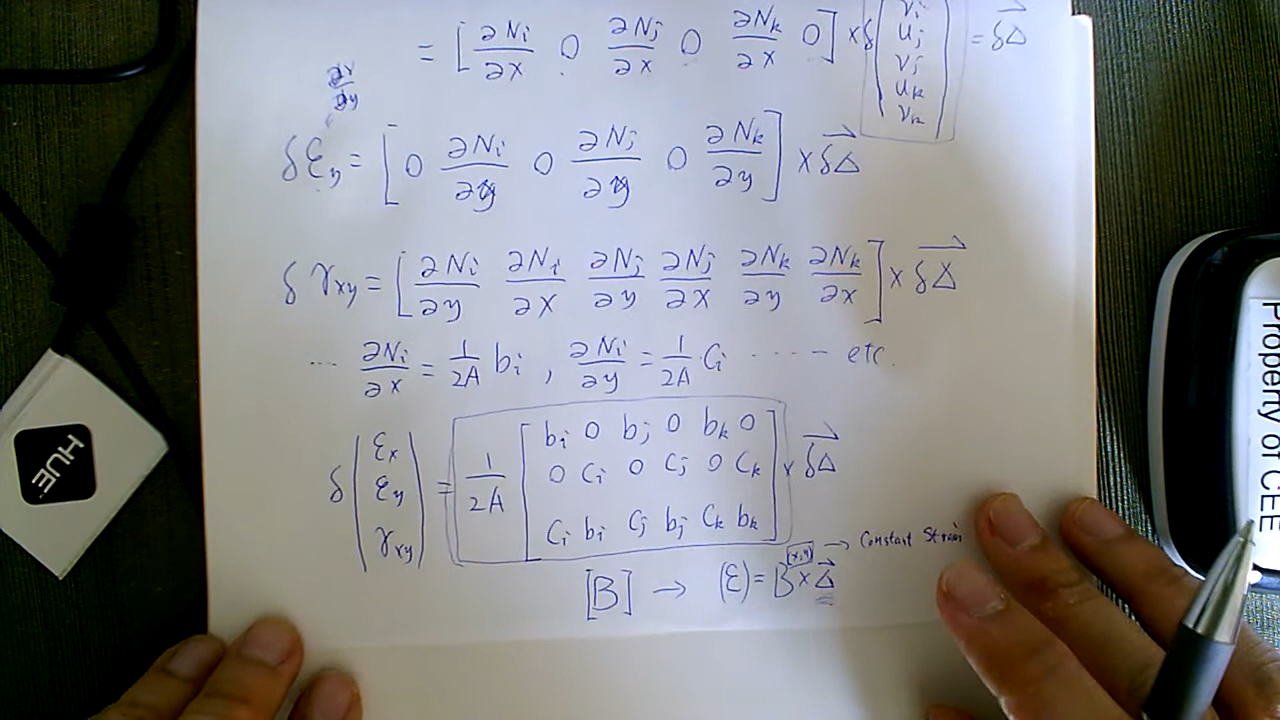 = [∂Ni/∂x 0 ∂Nj/∂x 0 ∂Nk/∂x 0] × δ(vi uj vj uk vk) = δΔ⃗
δεy = [0 ∂Ni/∂y 0 ∂Nj/∂y 0 ∂Nk/∂y] × δΔ⃗
δγxy = [∂Ni/∂y ∂Ni/∂x ∂Nj/∂y ∂Nj/∂x ∂Nk/∂y ∂Nk/∂x] × δΔ⃗
... ∂Ni/∂x = 1/2A bi , ∂Ni/∂y = 1/2A Ci ..... etc.
δ(εx εy γxy) = 1/2A [bi 0 bj 0 bk 0
0 Ci 0 Cj 0 Ck
Ci bi Cj bj Ck bk] × δΔ⃗
[B] → (ε) = B(x,y) × Δ⃗ → Constant Strain
HUE
Property of CEE